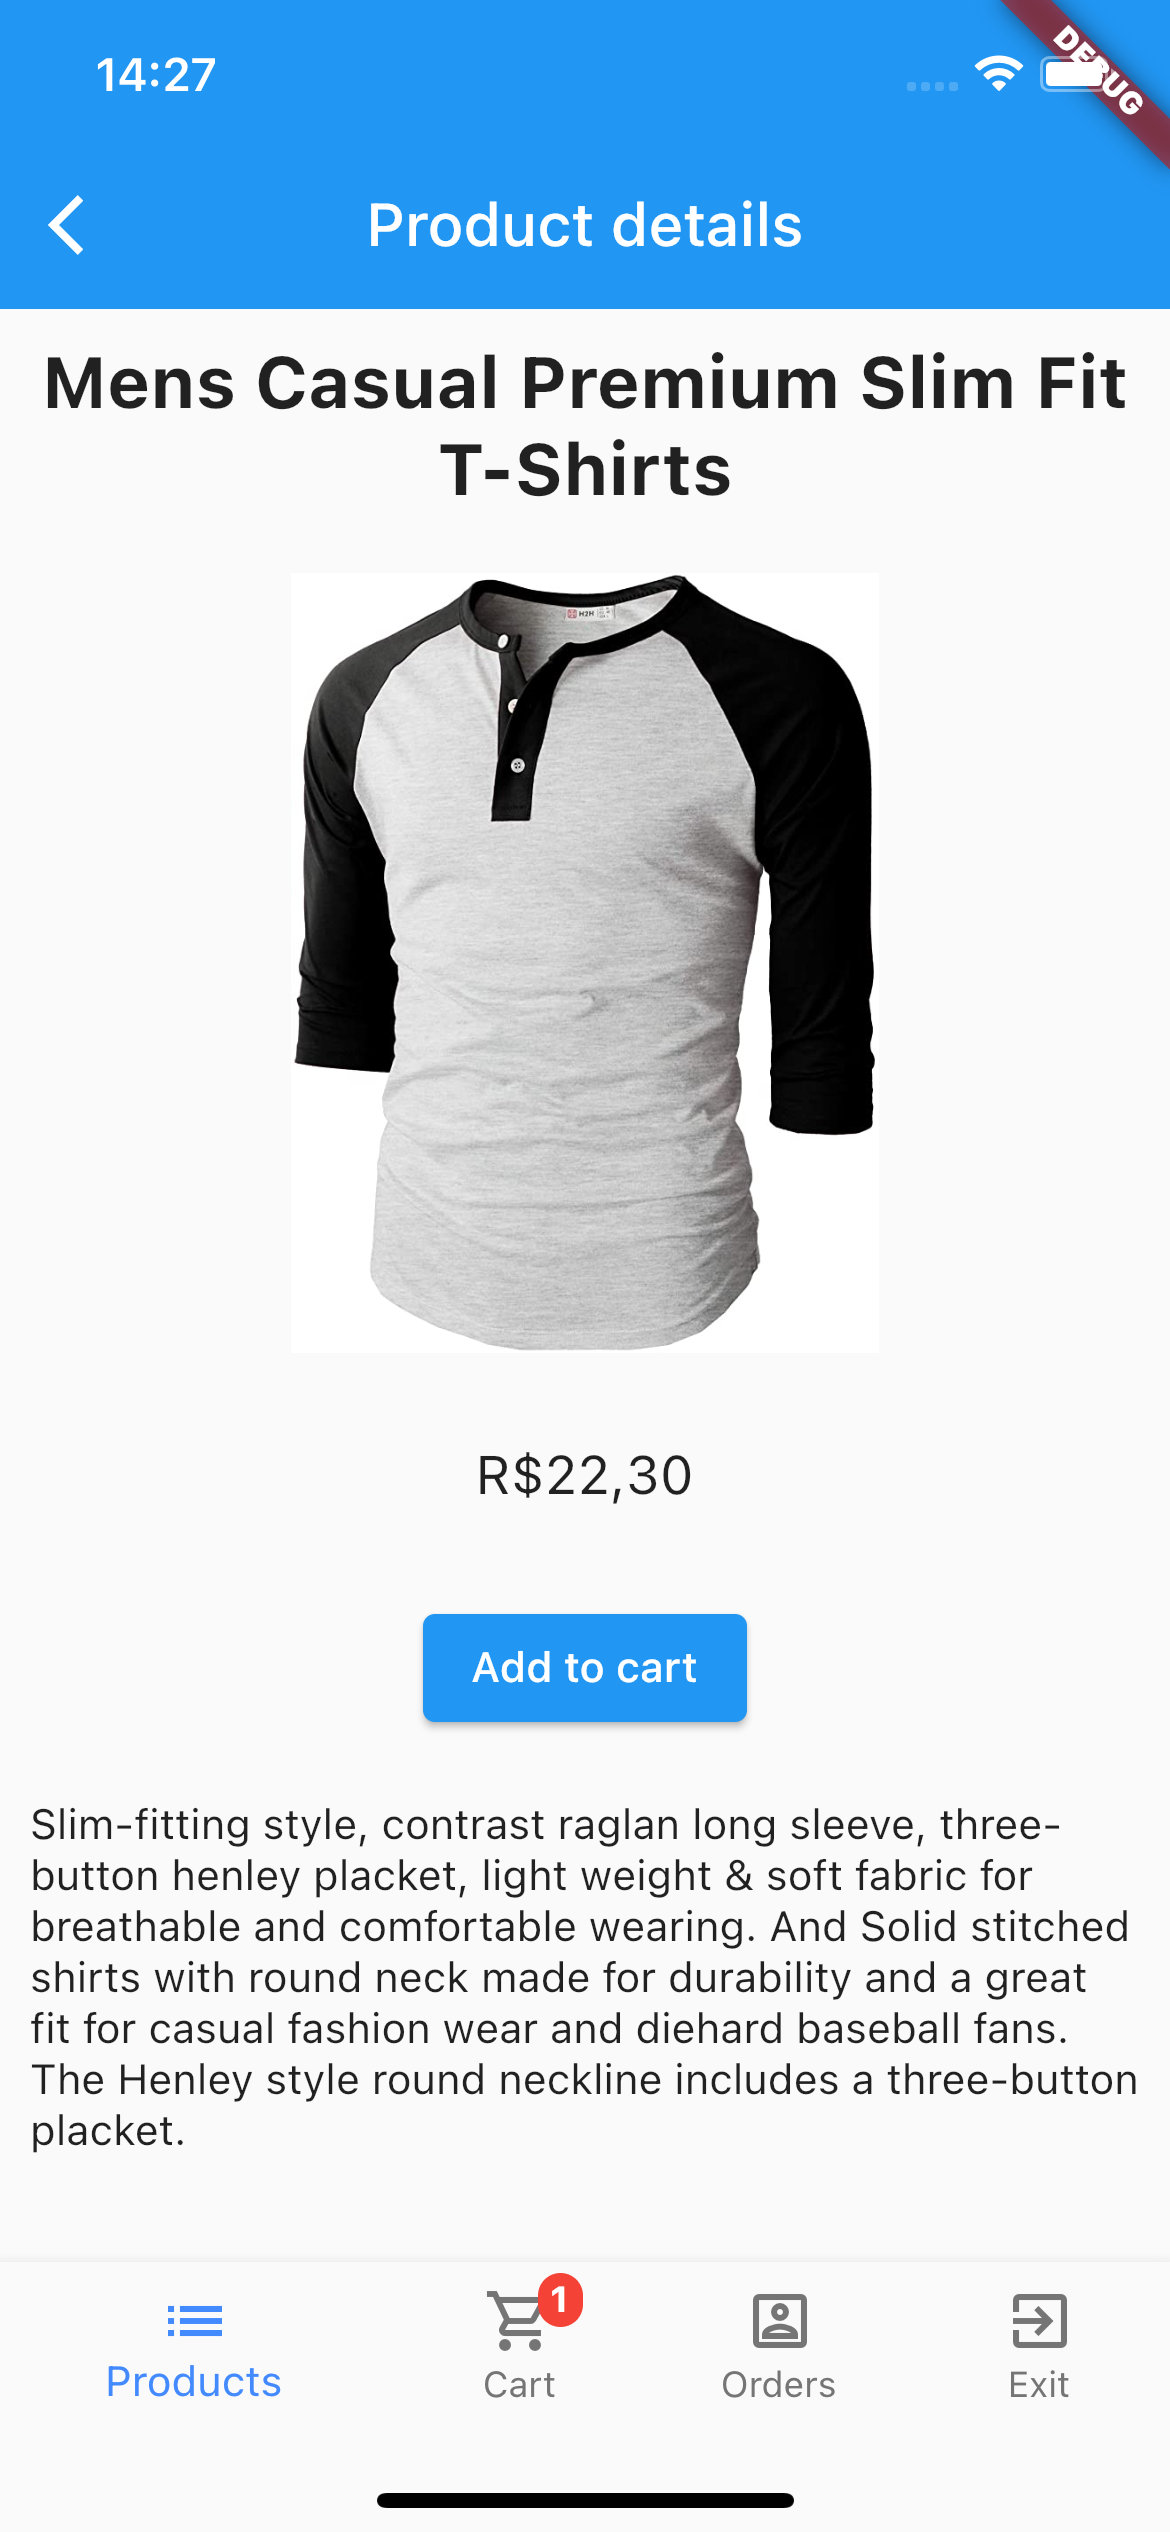 14:27
DEBUG
Product details
Mens Casual Premium Slim Fit
T-Shirts
H2H
R$22,30
Add to cart
Slim-fitting style, contrast raglan long sleeve, three-
button henley placket, light weight & soft fabric for
breathable and comfortable wearing. And Solid stitched
shirts with round neck made for durability and a great
fit for casual fashion wear and diehard baseball fans.
The Henley style round neckline includes a three-button
placket.
1
Products
Cart
Orders
Exit